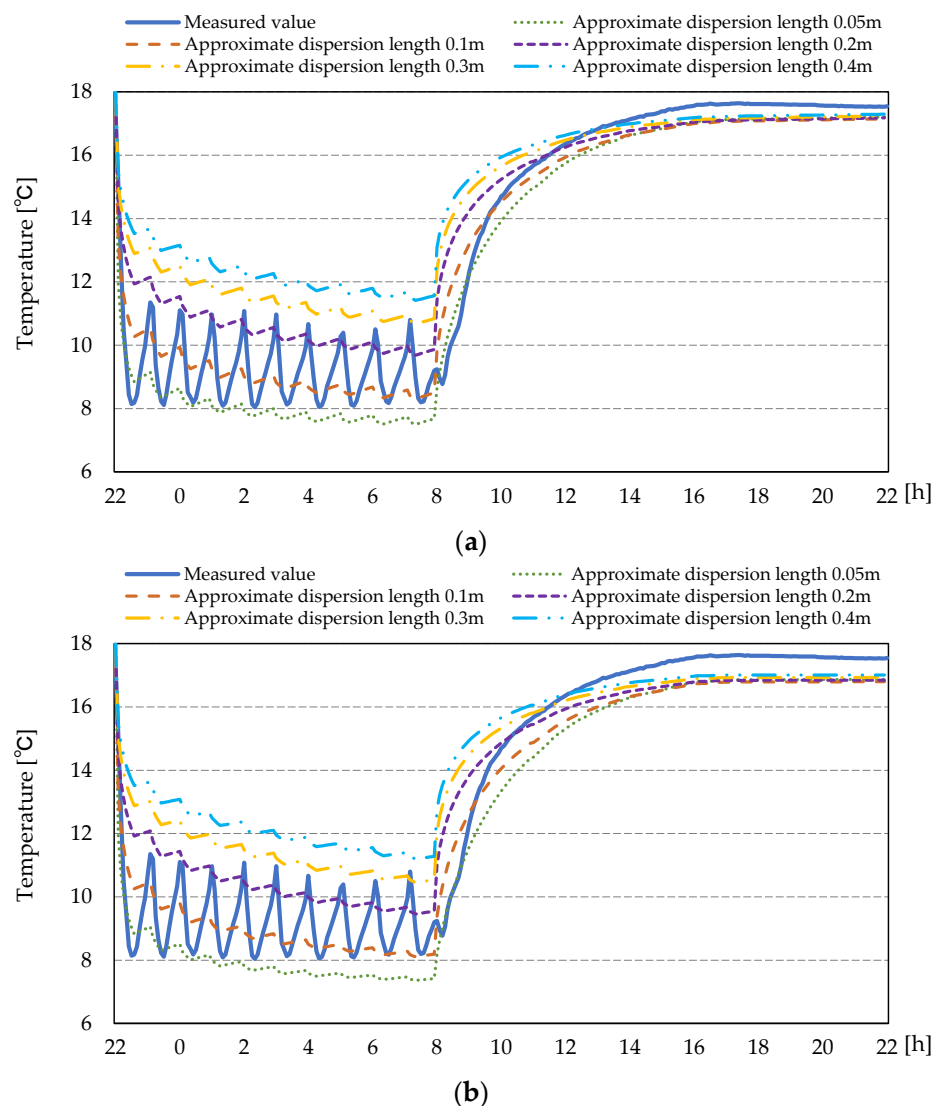 Measured value Approximate dispersion length 0.05m
Approximate dispersion length 0.1m Approximate dispersion length 0.2m
Approximate dispersion length 0.3m Approximate dispersion length 0.4m
18
16
14
12
10
8
6
Temperature [℃]
22 0 2 4 6 8 10 12 14 16 18 20 22 [h]
(a)
Measured value Approximate dispersion length 0.05m
Approximate dispersion length 0.1m Approximate dispersion length 0.2m
Approximate dispersion length 0.3m Approximate dispersion length 0.4m
18
16
14
12
10
8
6
Temperature [℃]
22 0 2 4 6 8 10 12 14 16 18 20 22 [h]
(b)